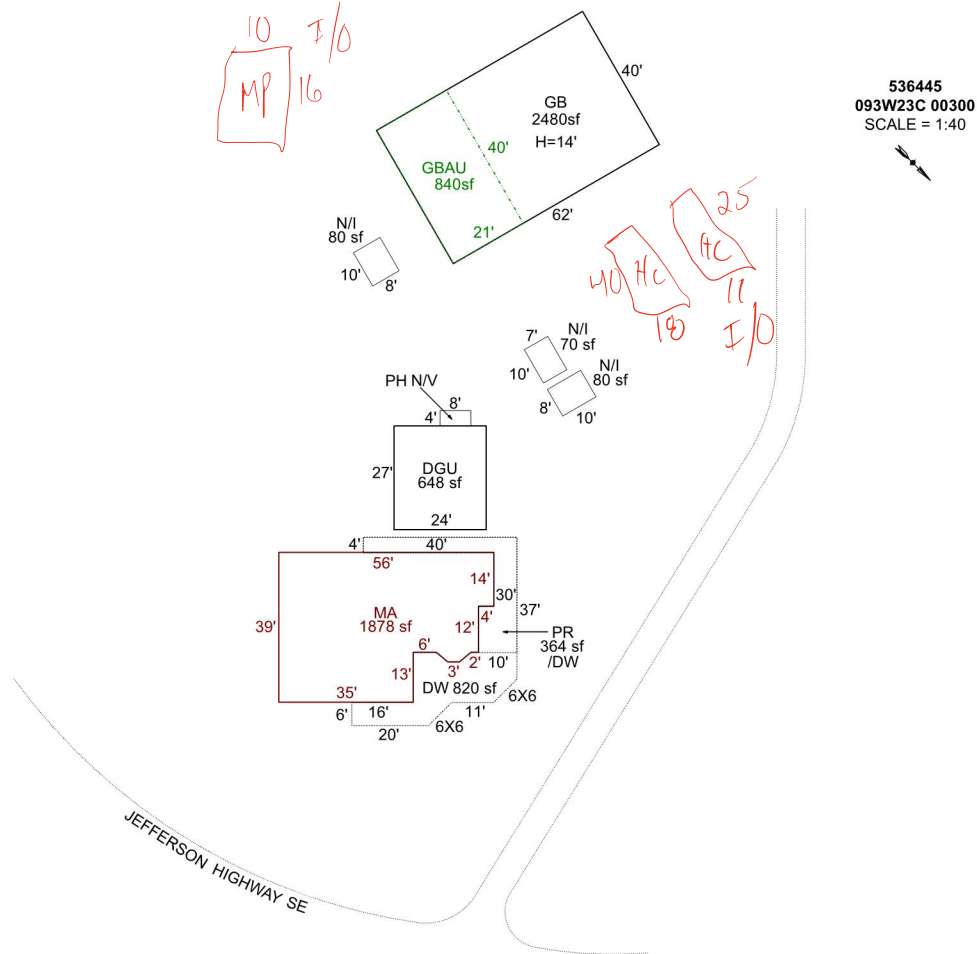 10 I/O
MP 16
536445
093W23C 00300
SCALE = 1:40
40'
GB
2480sf
H=14'
40'
GBAU
840sf
21'
62'
N/I
80 sf
10'
8'
25
HC
11
I/O
40 HC
18
7'
N/I
70 sf
10'
N/I
80 sf
8'
10'
PH N/V
8'
4'
27'
DGU
648 sf
24'
4'
40'
56'
14'
30'
4'
37'
39'
MA
1878 sf
12'
PR
364 sf
/DW
6'
3'
2'
10'
13'
DW 820 sf
6X6
35'
16'
11'
6'
20'
6X6
JEFFERSON HIGHWAY SE